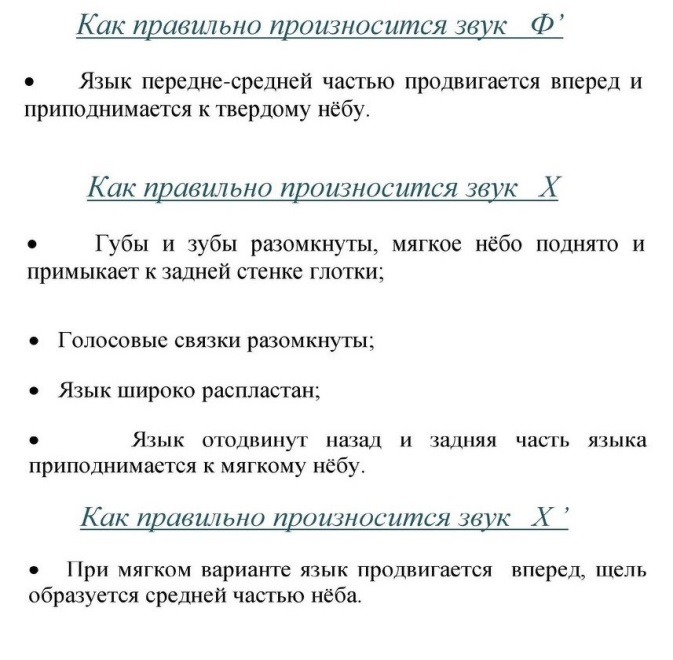 Как правильно произносится звук Ф’
• Язык передне-средней частью продвигается вперед и
приподнимается к твердому нёбу.
Как правильно произносится звук Х
• Губы и зубы разомкнуты, мягкое нёбо поднято и
примыкает к задней стенке глотки;
• Голосовые связки разомкнуты;
• Язык широко распластан;
• Язык отодвинут назад и задняя часть языка
приподнимается к мягкому нёбу.
Как правильно произносится звук Х ’
• При мягком варианте язык продвигается вперед, щель
образуется средней частью нёба.